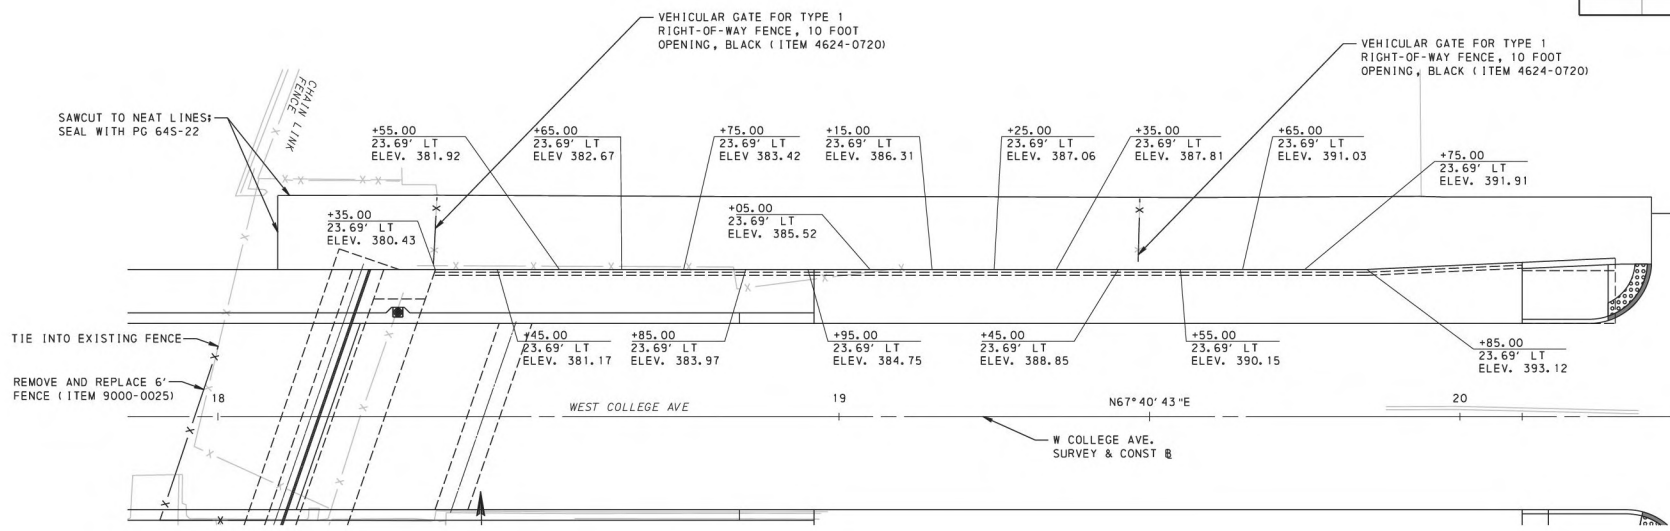 VEHICULAR GATE FOR TYPE 1
RIGHT-OF-WAY FENCE, 10 FOOT
OPENING, BLACK (ITEM 4624-0720)
VEHICULAR GATE FOR TYPE 1
RIGHT-OF-WAY FENCE, 10 FOOT
OPENING, BLACK (ITEM 4624-0720)
CHAIN LINK
FENCE
SAWCUT TO NEAT LINES;
SEAL WITH PG 64S-22
+55.00
23.69' LT
ELEV. 381.92
+65.00
23.69' LT
ELEV 382.67
+75.00
23.69' LT
ELEV 383.42
+15.00
23.69' LT
ELEV. 386.31
+25.00
23.69' LT
ELEV. 387.06
+35.00
23.69' LT
ELEV. 387.81
+65.00
23.69' LT
ELEV. 391.03
+75.00
23.69' LT
ELEV. 391.91
+35.00
23.69' LT
ELEV. 380.43
+05.00
23.69' LT
ELEV. 385.52
TIE INTO EXISTING FENCE
+45.00
23.69' LT
ELEV. 381.17
+85.00
23.69' LT
ELEV. 383.97
+95.00
23.69' LT
ELEV. 384.75
+45.00
23.69' LT
ELEV. 388.85
+55.00
23.69' LT
ELEV. 390.15
+85.00
23.69' LT
ELEV. 393.12
REMOVE AND REPLACE 6'
FENCE (ITEM 9000-0025)
18
WEST COLLEGE AVE
19
N67°40'43"E
20
W COLLEGE AVE.
SURVEY & CONST ℄